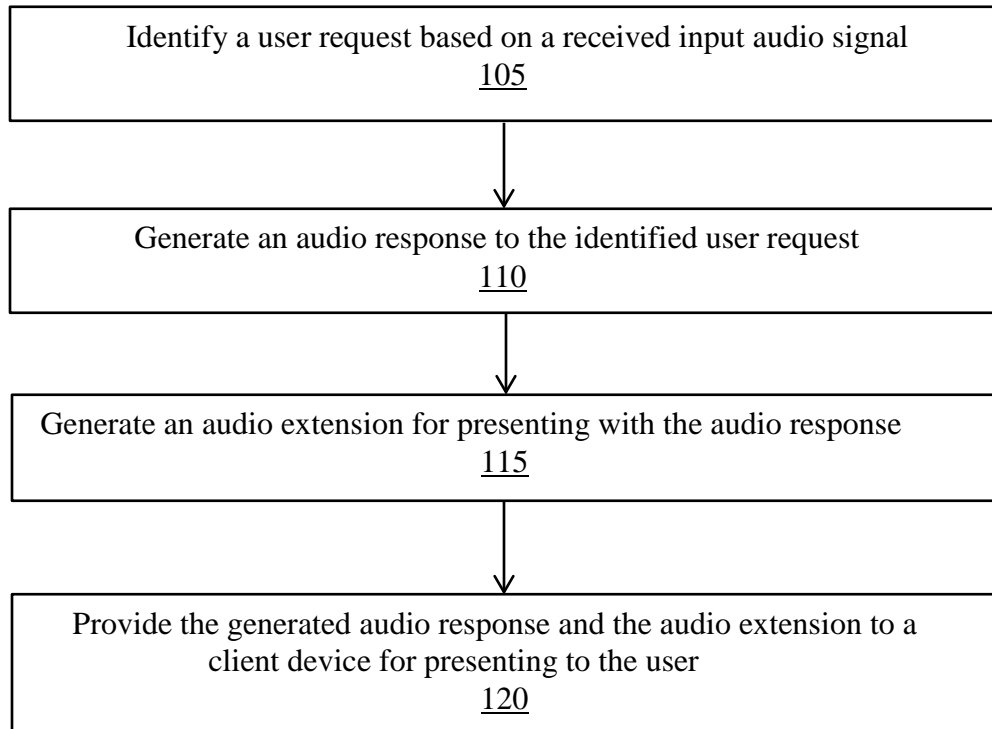 Identify a user request based on a received input audio signal
105
Generate an audio response to the identified user request
110
Generate an audio extension for presenting with the audio response
115
Provide the generated audio response and the audio extension to a
client device for presenting to the user
120